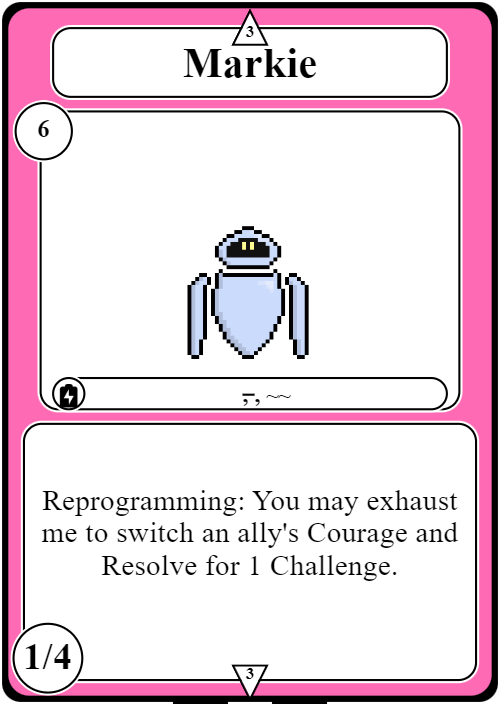 3
Markie
6
-,, ~~
Reprogramming: You may exhaust
me to switch an ally's Courage and
Resolve for 1 Challenge.
1/4
3